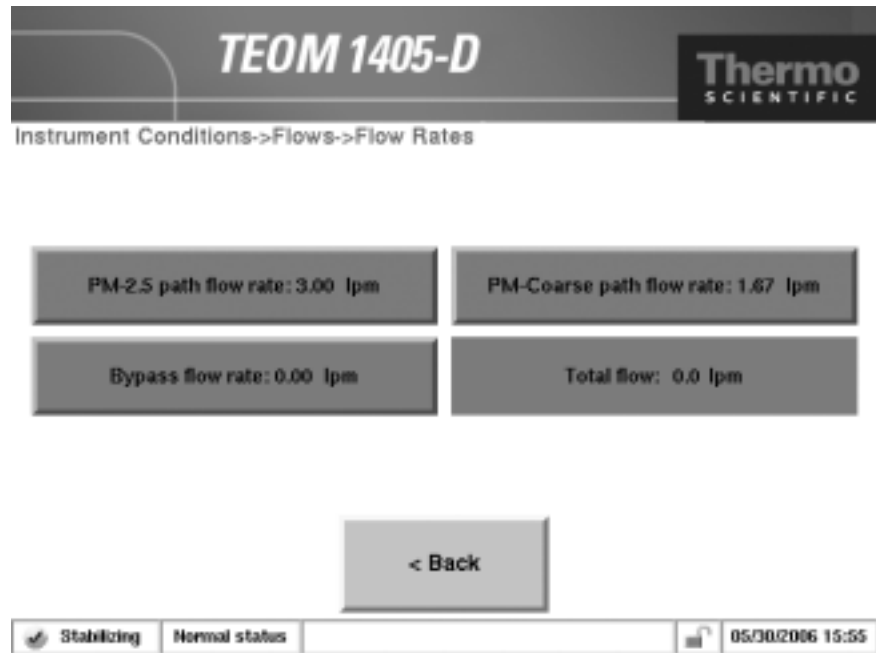 TEOM 1405-D
Thermo
SCIENTIFIC
Instrument Conditions->Flows->Flow Rates
PM-2.5 path flow rate: 3.00 lpm
PM-Coarse path flow rate: 1.67 lpm
Bypass flow rate: 0.00 lpm
Total flow: 0.0 lpm
< Back
Stabilizing
Normal status
05/30/2006 15:55